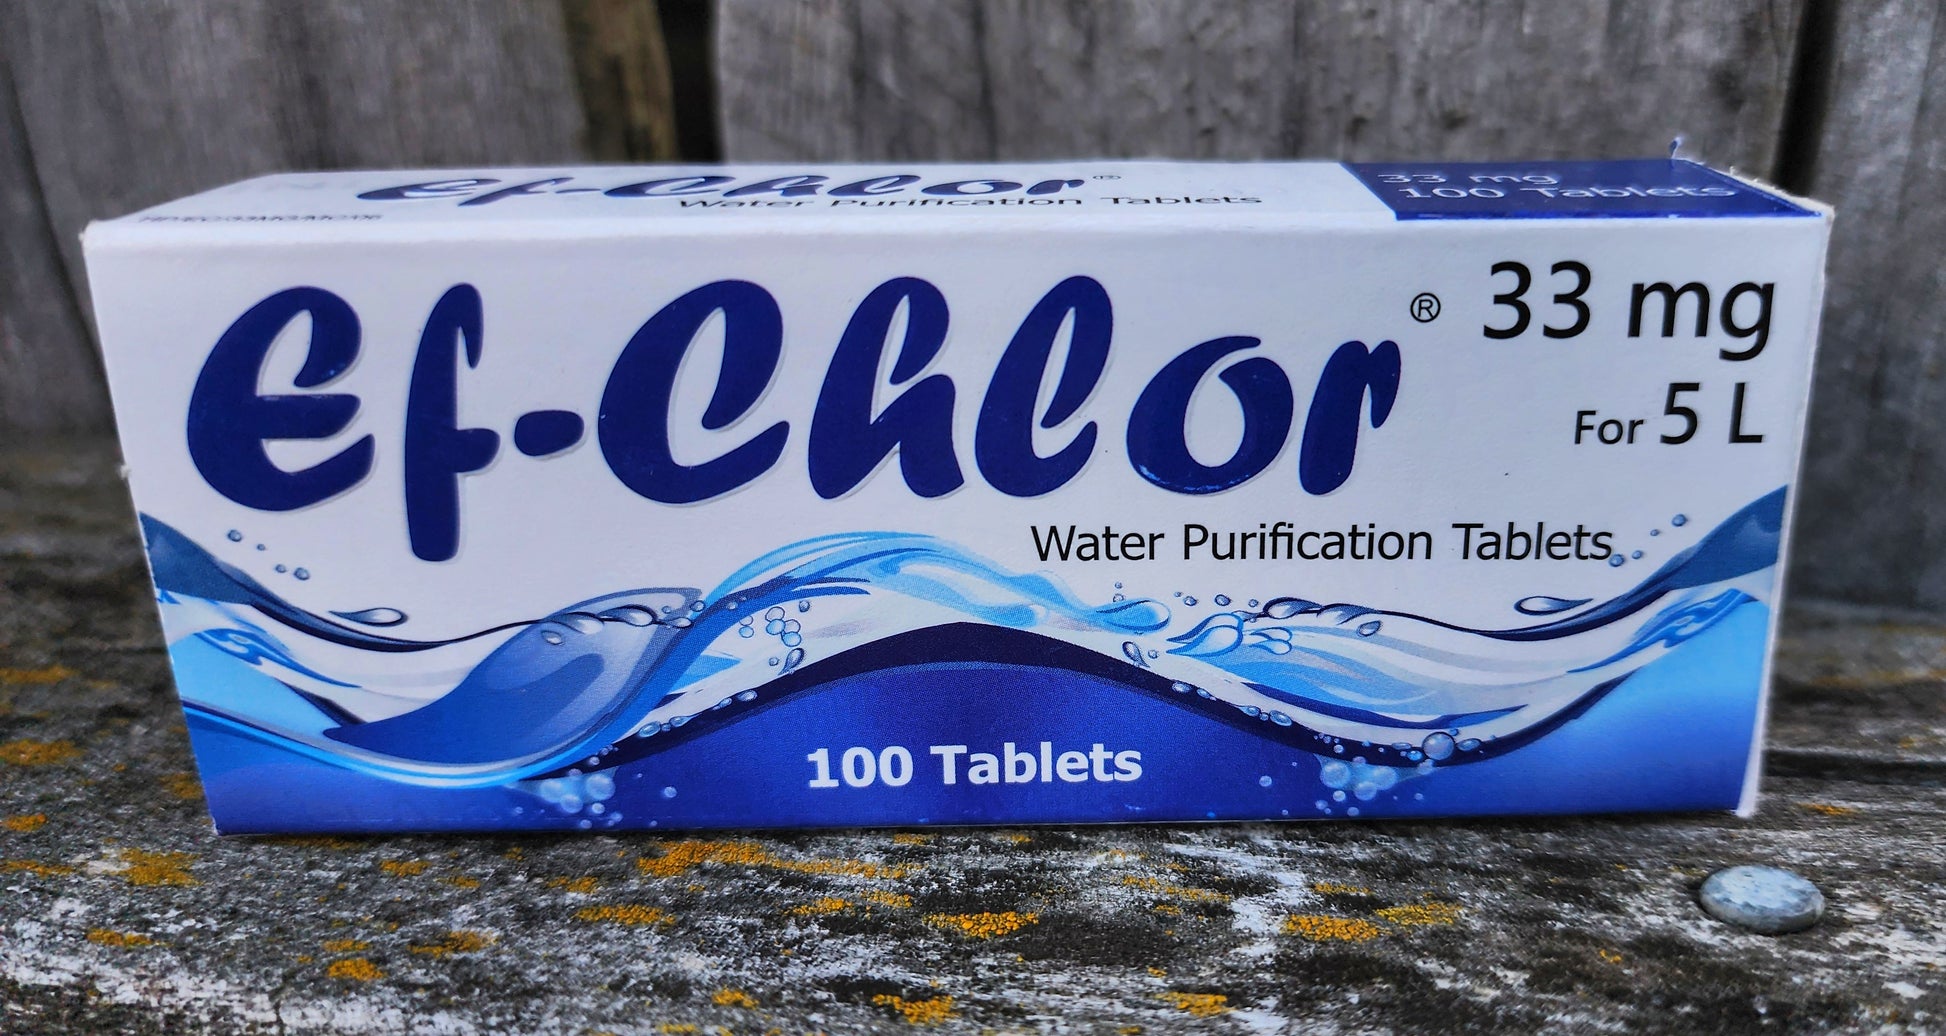 Ef-Chlor®
Water Purification Tablets
33 mg
100 Tablets
Ef-Chlor®
33 mg
For 5 L
Water Purification Tablets
100 Tablets